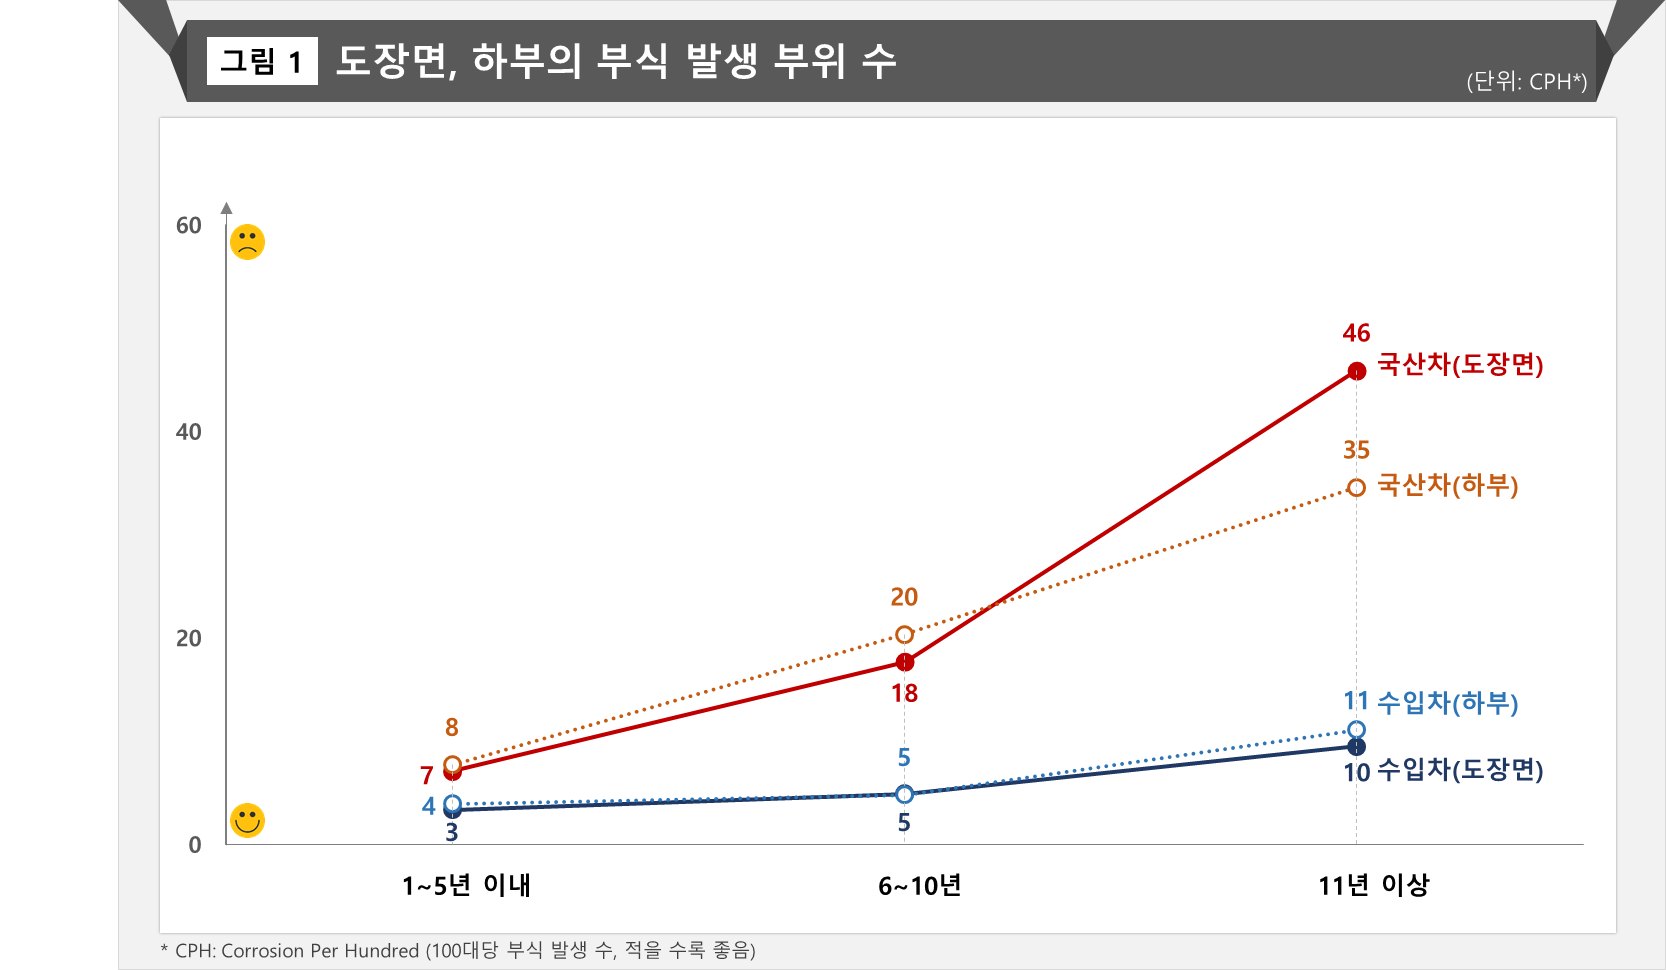 그림 1 도장면, 하부의 부식 발생 부위 수
(단위: CPH*)
60
46
국산차(도장면)
40
35
국산차(하부)
20
20
18
11 수입차(하부)
8
5
7
10 수입차(도장면)
4
5
3
0
1~5년 이내 6~10년 11년 이상
* CPH: Corrosion Per Hundred (100대당 부식 발생 수, 적을 수록 좋음)